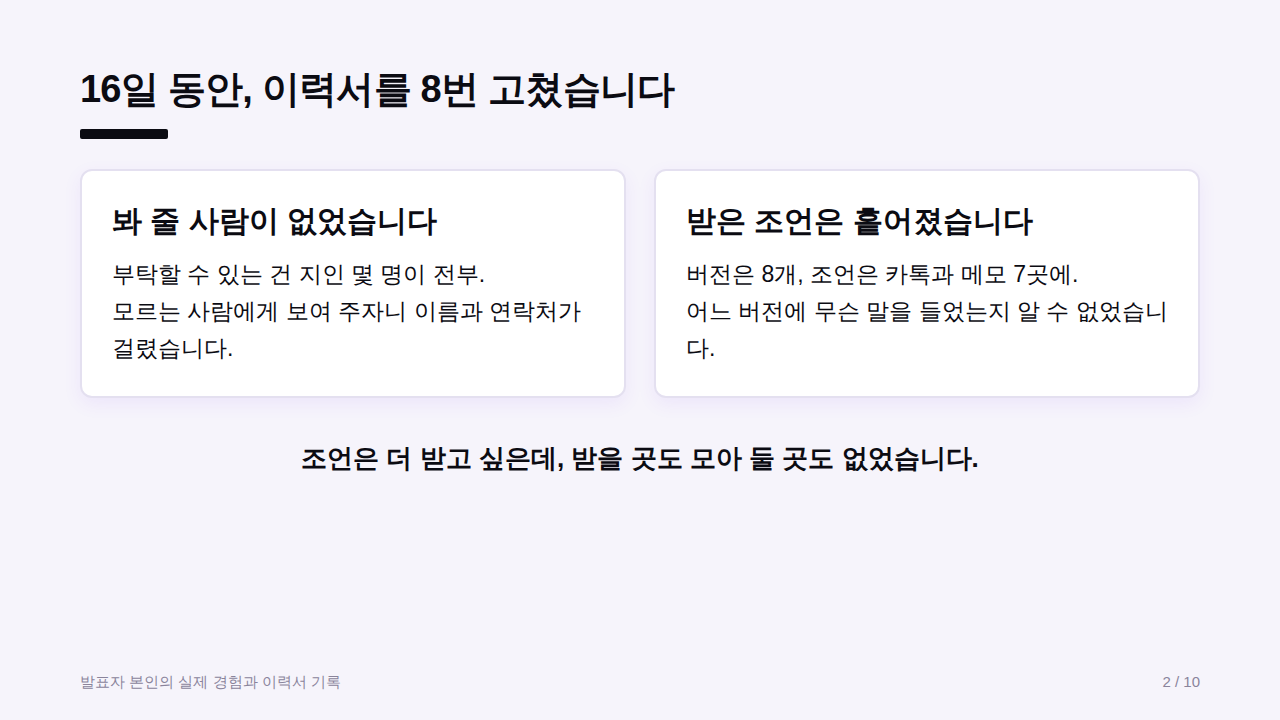 16일 동안, 이력서를 8번 고쳤습니다
봐 줄 사람이 없었습니다
부탁할 수 있는 건 지인 몇 명이 전부.
모르는 사람에게 보여 주자니 이름과 연락처가
걸렸습니다.
받은 조언은 흩어졌습니다
버전은 8개, 조언은 카톡과 메모 7곳에.
어느 버전에 무슨 말을 들었는지 알 수 없었습니
다.
조언은 더 받고 싶은데, 받을 곳도 모아 둘 곳도 없었습니다.
발표자 본인의 실제 경험과 이력서 기록
2 / 10